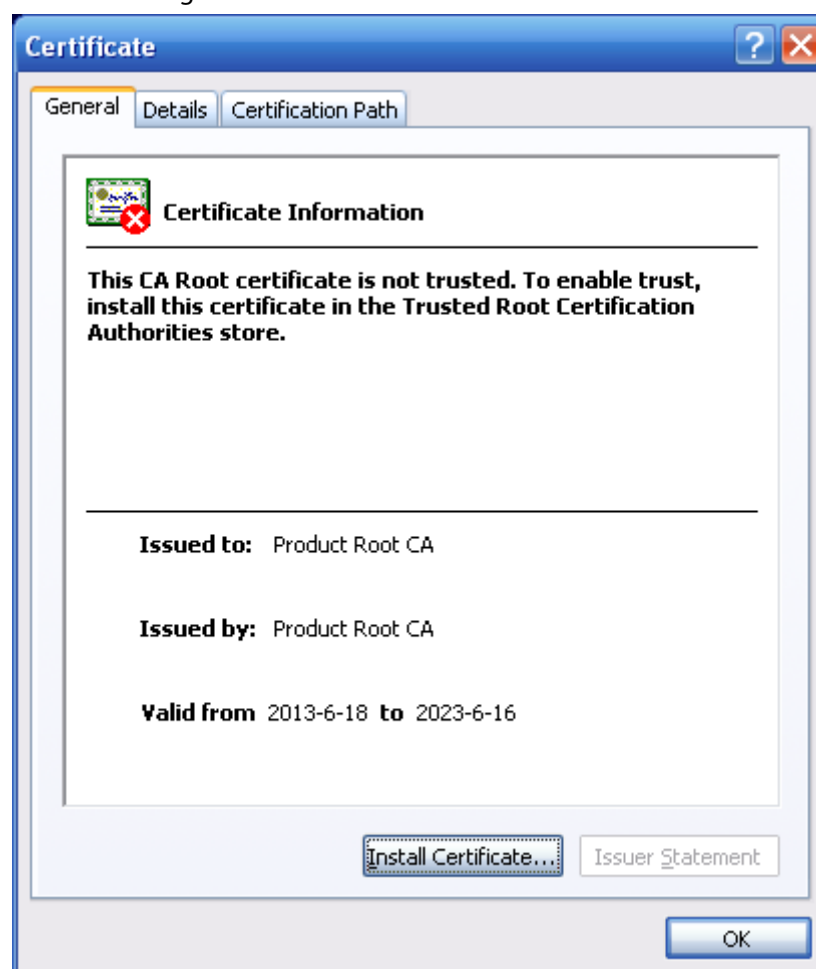 Certificate
General Details Certification Path
Certificate Information
This CA Root certificate is not trusted. To enable trust,
install this certificate in the Trusted Root Certification
Authorities store.
Issued to: Product Root CA
Issued by: Product Root CA
Valid from 2013-6-18 to 2023-6-16
Install Certificate... Issuer Statement
OK